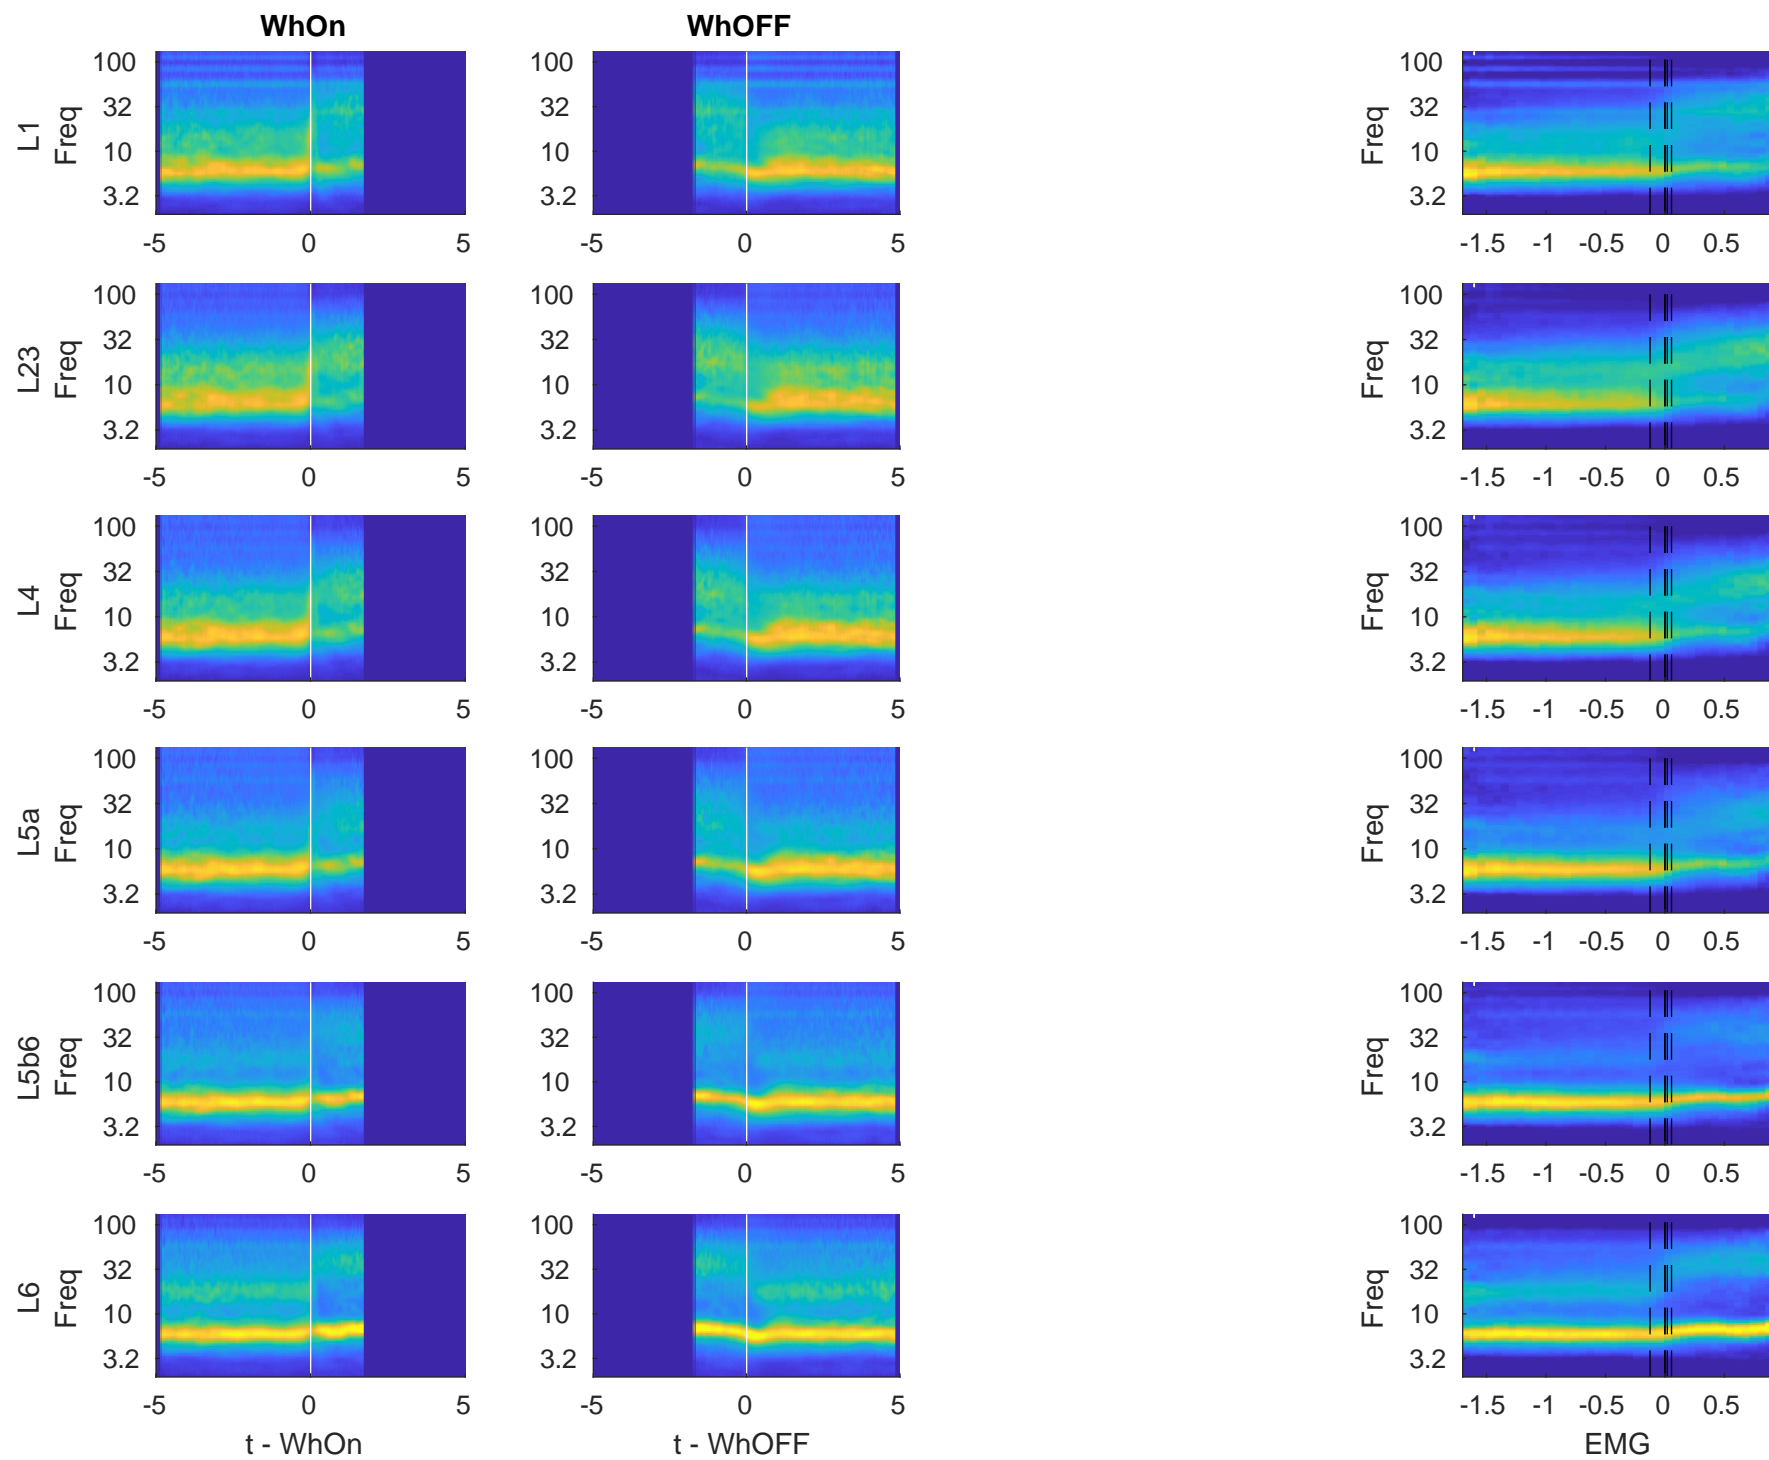 WhOn WhOFF
L1 Freq 100 32 10 3.2 -5 0 5
100 32 10 3.2 -5 0 5
Freq 100 32 10 3.2 -1.5 -1 -0.5 0 0.5
L23 Freq 100 32 10 3.2 -5 0 5
100 32 10 3.2 -5 0 5
Freq 100 32 10 3.2 -1.5 -1 -0.5 0 0.5
L4 Freq 100 32 10 3.2 -5 0 5
100 32 10 3.2 -5 0 5
Freq 100 32 10 3.2 -1.5 -1 -0.5 0 0.5
L5a Freq 100 32 10 3.2 -5 0 5
100 32 10 3.2 -5 0 5
Freq 100 32 10 3.2 -1.5 -1 -0.5 0 0.5
L5b6 Freq 100 32 10 3.2 -5 0 5
100 32 10 3.2 -5 0 5
Freq 100 32 10 3.2 -1.5 -1 -0.5 0 0.5
L6 Freq 100 32 10 3.2 -5 0 5
100 32 10 3.2 -5 0 5
Freq 100 32 10 3.2 -1.5 -1 -0.5 0 0.5
t - WhOn t - WhOFF EMG